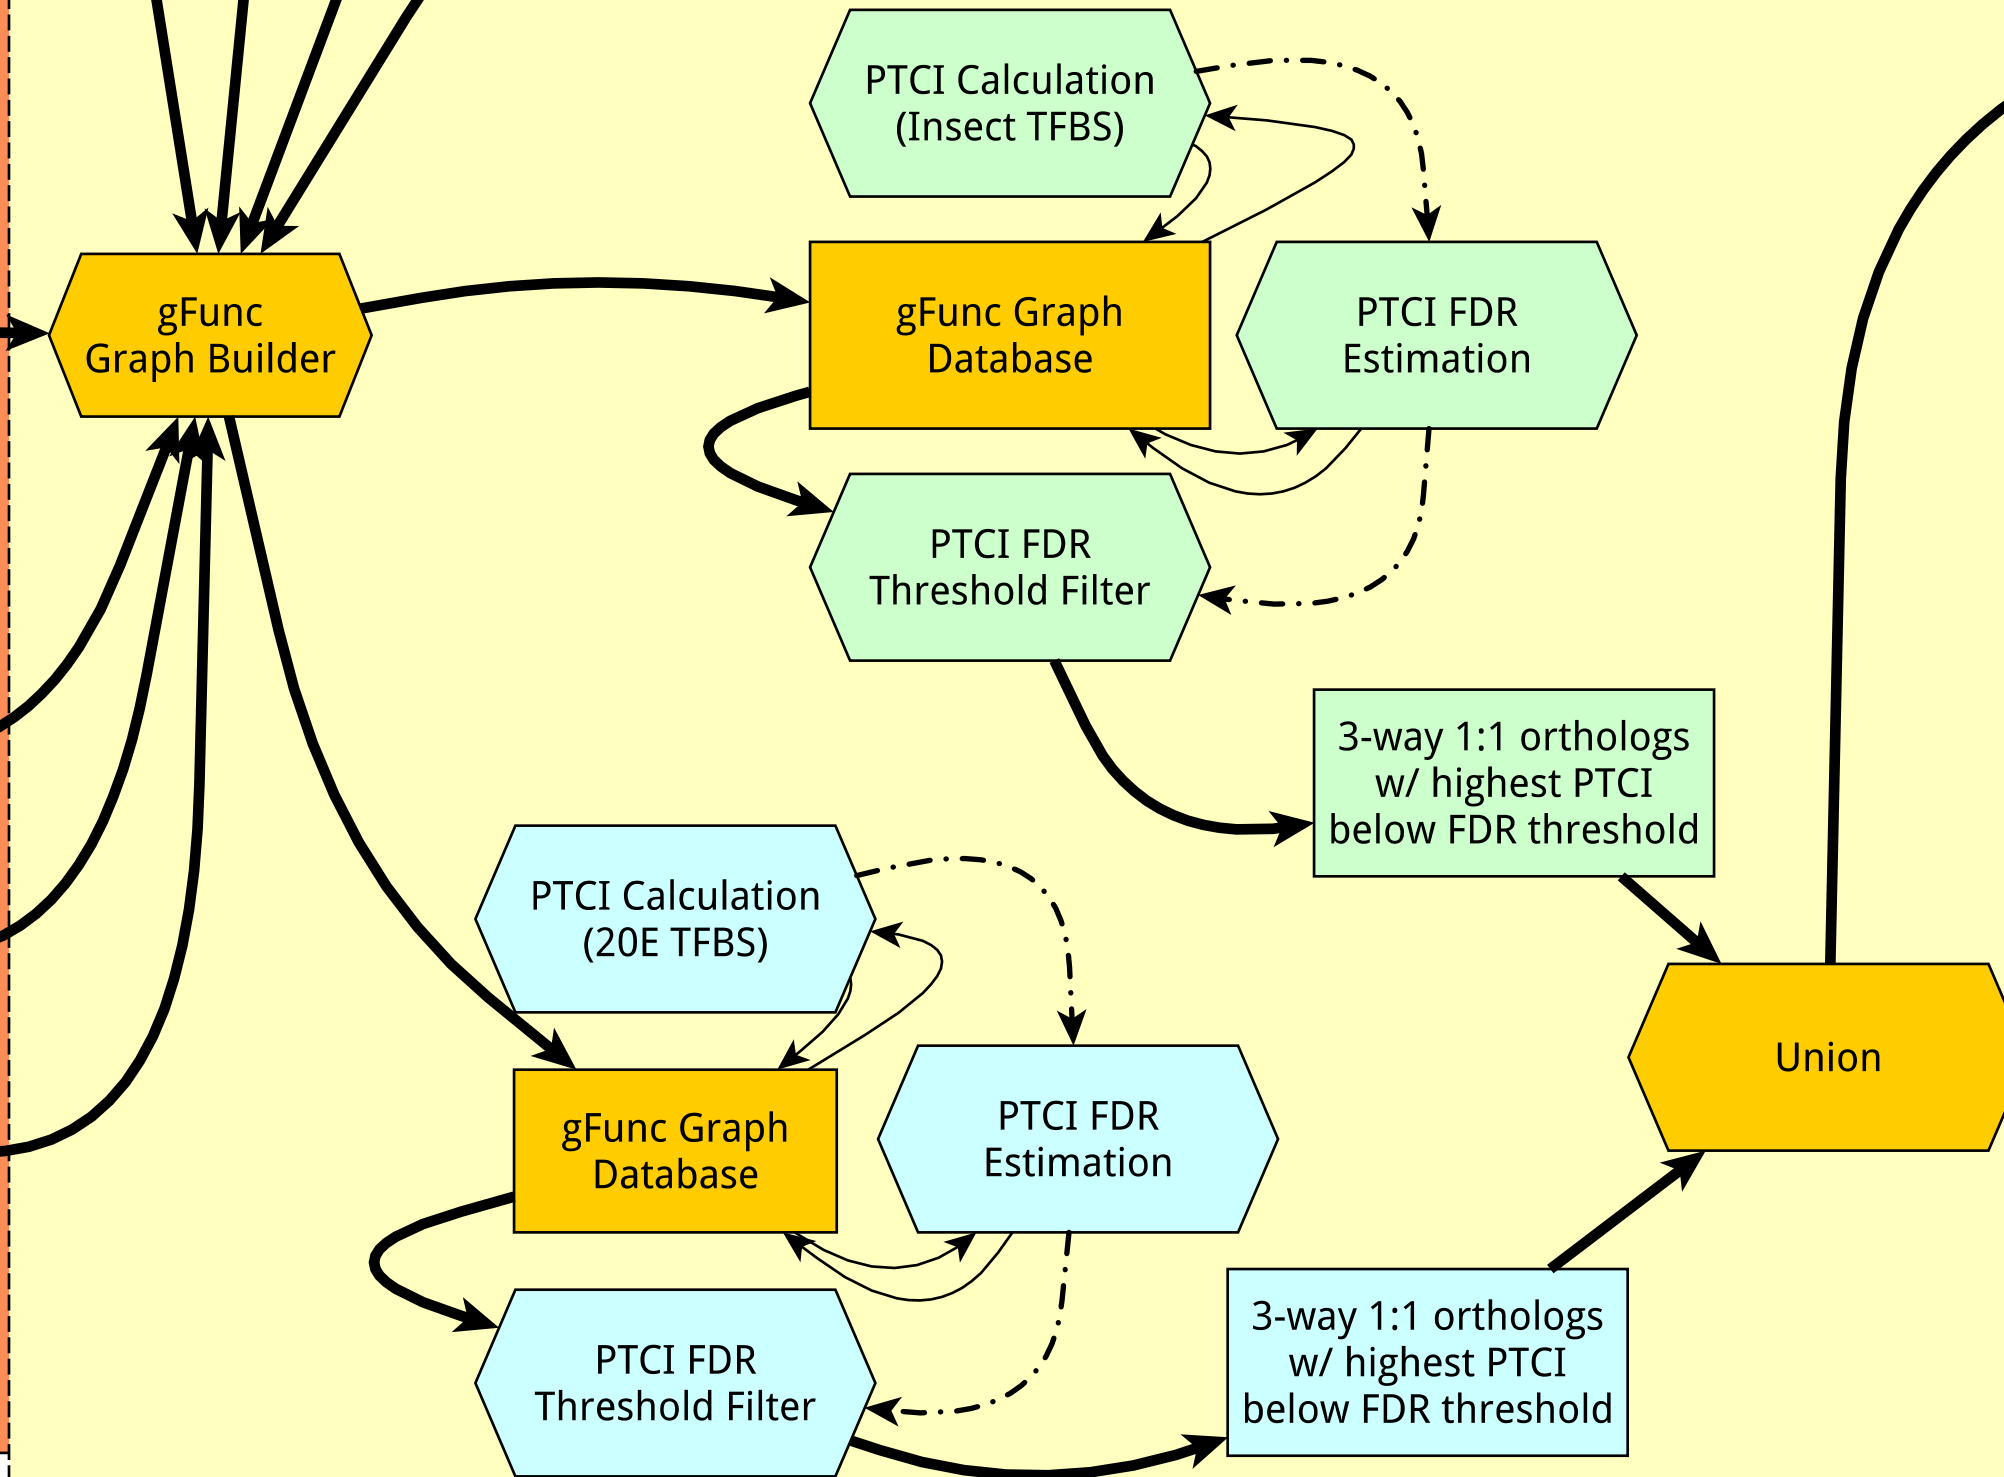 PTCI Calculation
(Insect TFBS)
gFunc
Graph Builder
gFunc Graph
Database
PTCI FDR
Estimation
PTCI FDR
Threshold Filter
3-way 1:1 orthologs
w/ highest PTCI
below FDR threshold
PTCI Calculation
(20E TFBS)
Union
gFunc Graph
Database
PTCI FDR
Estimation
3-way 1:1 orthologs
w/ highest PTCI
below FDR threshold
PTCI FDR
Threshold Filter